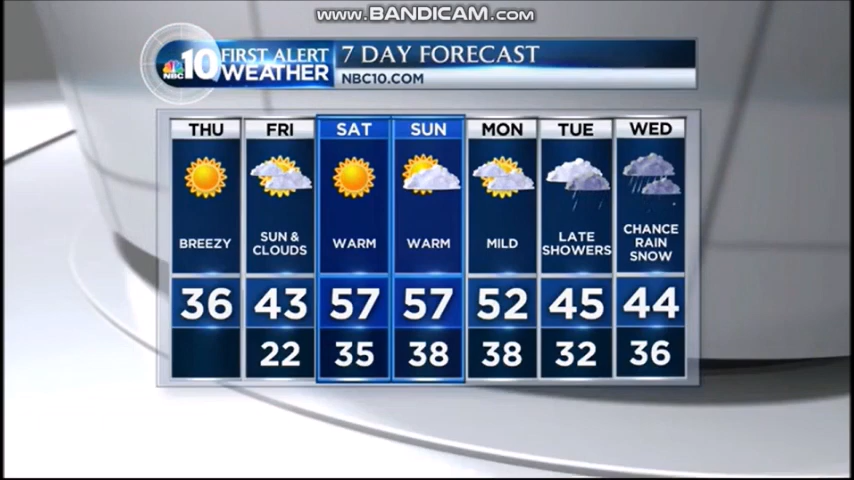 WWW.BANDICAM.COM
NBC 10 FIRST ALERT WEATHER
7 DAY FORECAST
NBC10.COM
THU FRI SAT SUN MON TUE WED
BREEZY
SUN & CLOUDS
WARM
WARM
MILD
LATE SHOWERS
CHANCE RAIN SNOW
36 43 57 57 52 45 44
22 35 38 38 32 36